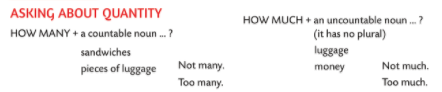 ASKING ABOUT QUANTITY
HOW MANY + a countable noun ... ?
sandwiches
pieces of luggage
Not many.
Too many.
HOW MUCH + an uncountable noun ... ?
(it has no plural)
luggage
money
Not much.
Too much.